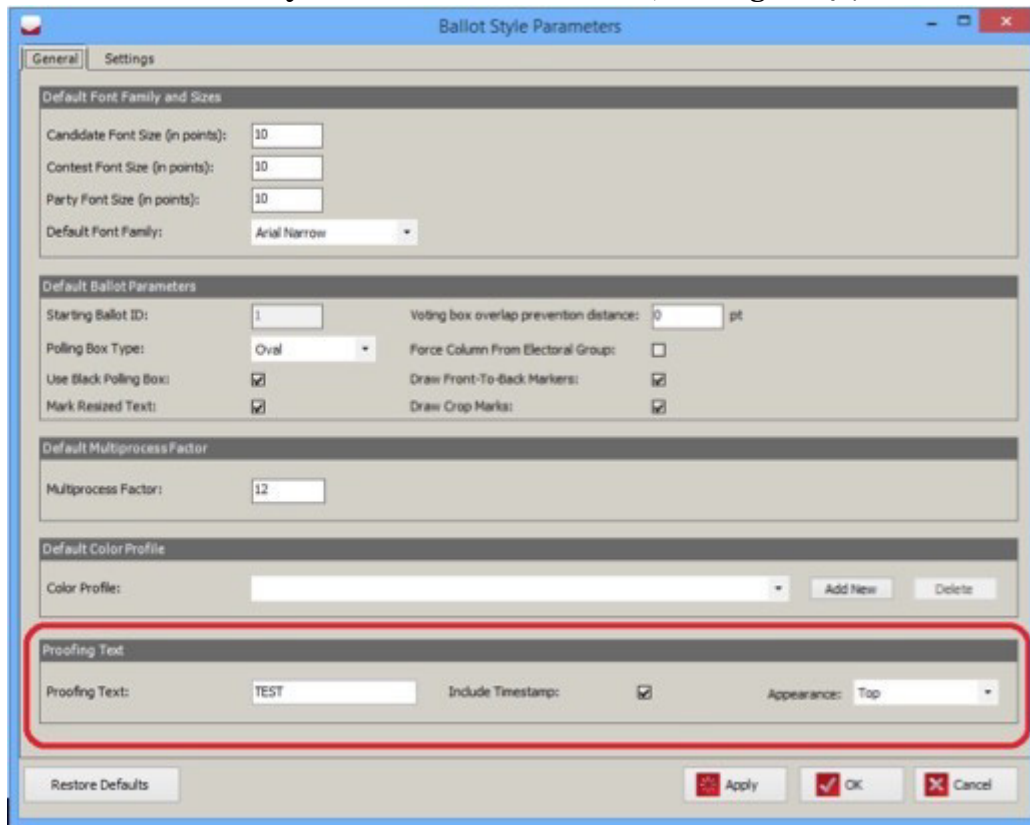 Ballot Style Parameters
General Settings
Default Font Family and Sizes
Candidate Font Size (in points): 10
Contest Font Size (in points): 10
Party Font Size (in points): 10
Default Font Family: Arial Narrow
Default Ballot Parameters
Starting Ballot ID: 1 Voting box overlap prevention distance: 0 pt
Polling Box Type: Oval Force Column From Electoral Group:
Use Black Polling Box: Draw Front-To-Back Markers:
Mark Resized Text: Draw Crop Marks:
Default Multiprocess Factor
Multiprocess Factor: 12
Default Color Profile
Color Profile: Add New Delete
Proofing Text
Proofing Text: TEST Include Timestamp: Appearance: Top
Restore Defaults Apply OK Cancel